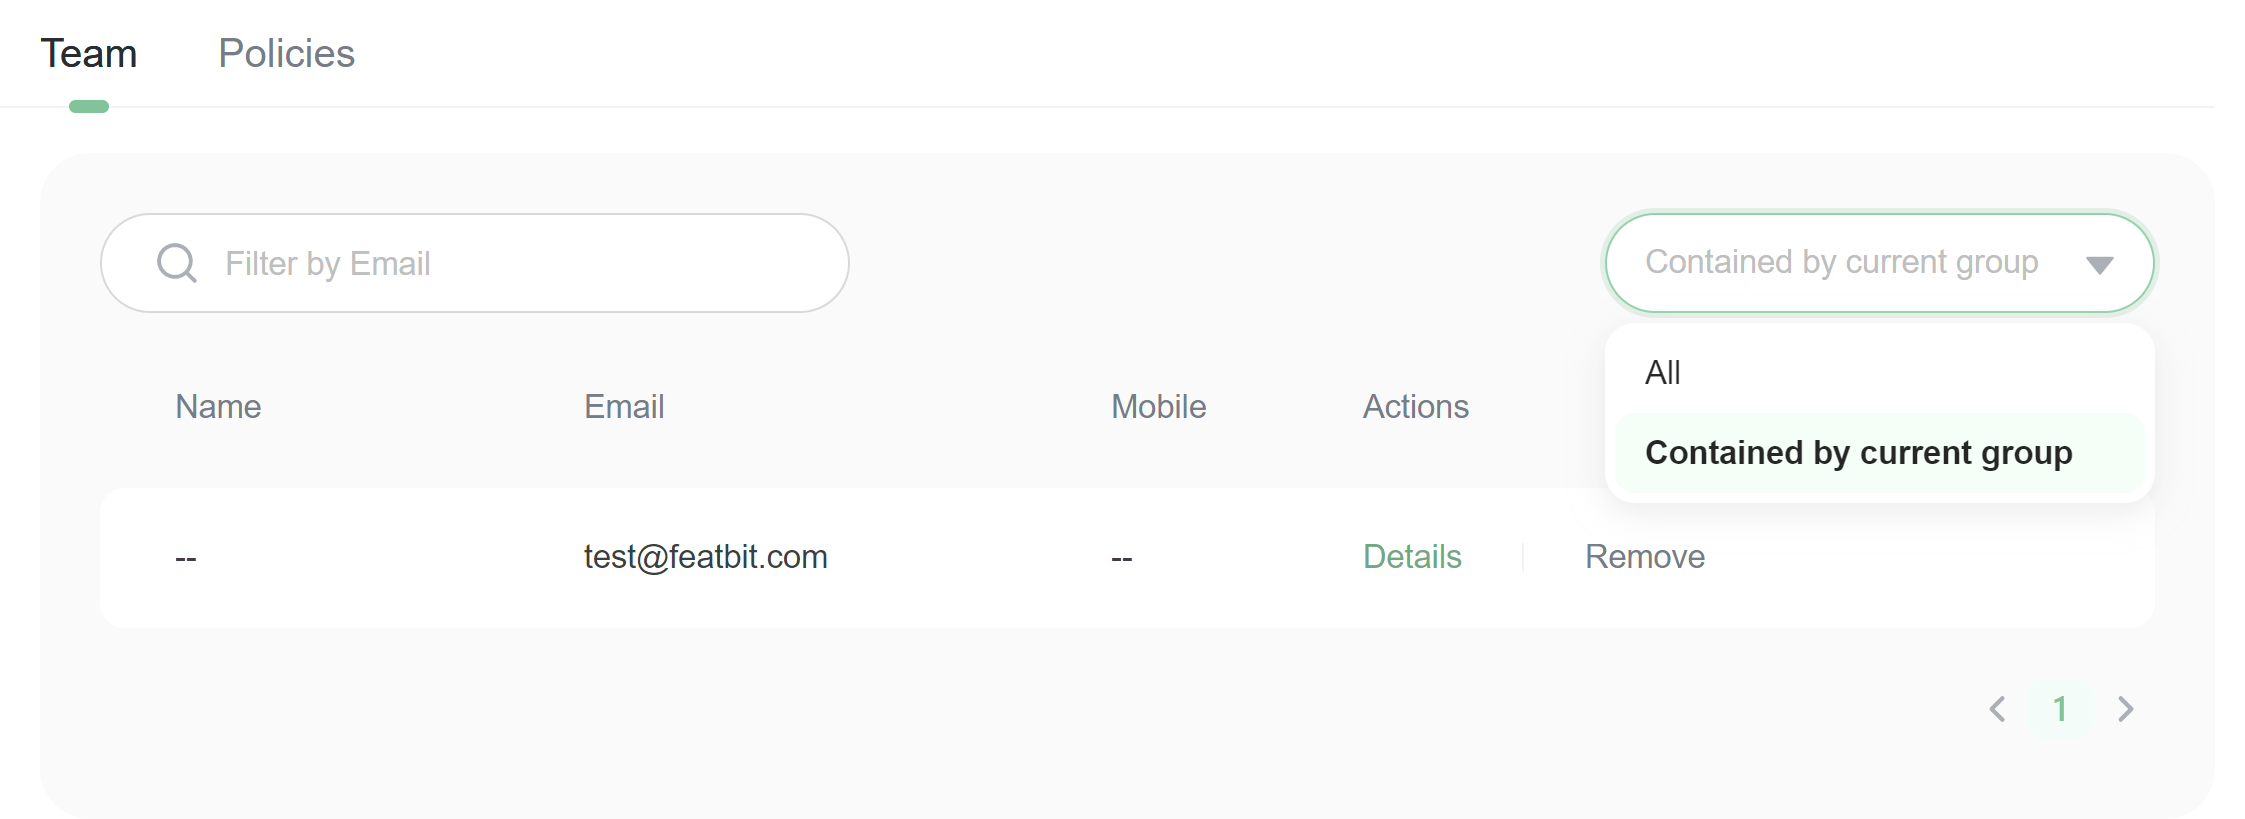 Team Policies
Filter by Email
Contained by current group
All
Contained by current group
Name Email Mobile Actions
-- test@featbit.com -- Details Remove
1